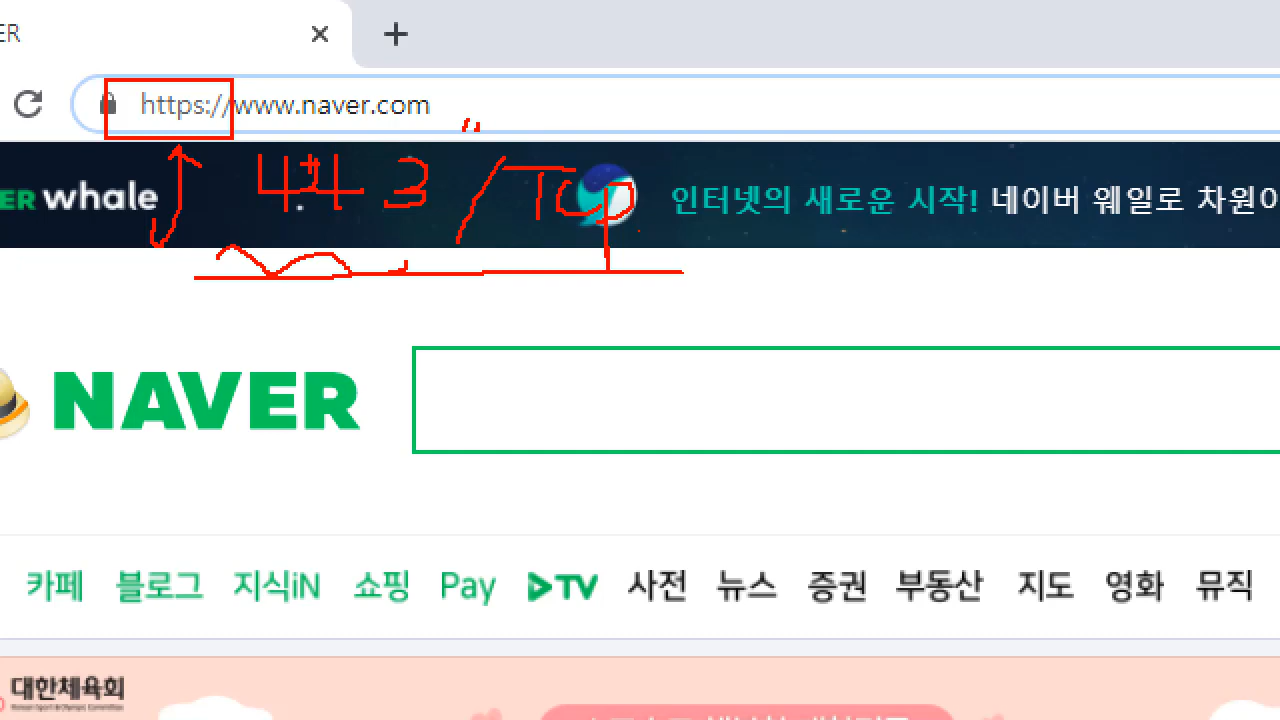 ER
https://www.naver.com
443/Tcp
ER whale 인터넷의 새로운 시작! 네이버 웨일로 차원이
NAVER
카페 블로그 지식iN 쇼핑 Pay TV 사전 뉴스 증권 부동산 지도 영화 뮤직
대한체육회